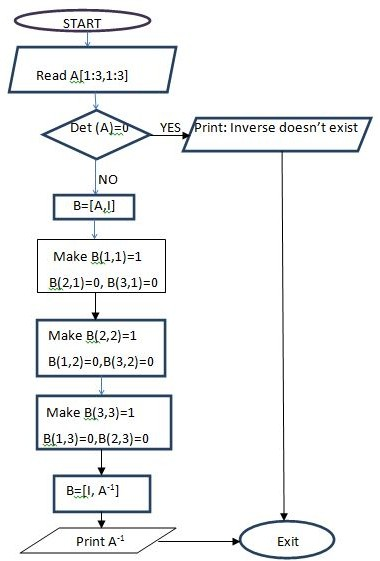 START
Read A[1:3,1:3]
Det (A)=0
YES
Print: Inverse doesn't exist
NO
B=[A,I]
Make B(1,1)=1
B(2,1)=0, B(3,1)=0
Make B(2,2)=1
B(1,2)=0,B(3,2)=0
Make B(3,3)=1
B(1,3)=0,B(2,3)=0
B=[I, A⁻¹]
Print A⁻¹
Exit